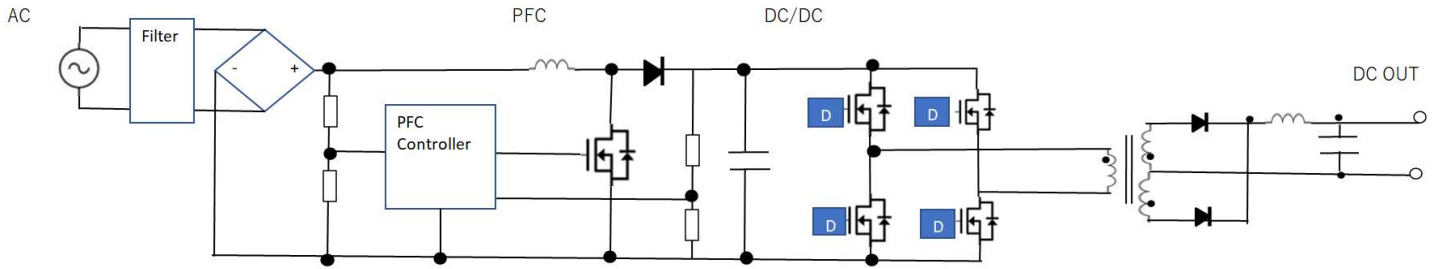 AC
PFC
DC/DC
DC OUT
Filter
-
+
PFC
Controller
D
D
D
D